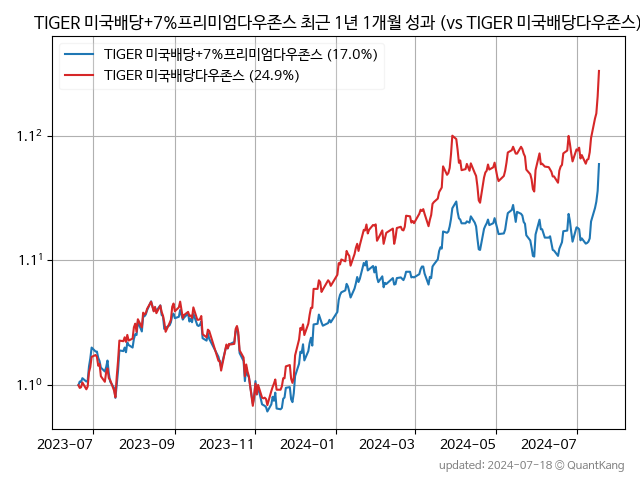 TIGER 미국배당+7%프리미엄다우존스 최근 1년 1개월 성과 (vs TIGER 미국배당다우존스)
TIGER 미국배당+7%프리미엄다우존스 (17.0%)
TIGER 미국배당다우존스 (24.9%)
1.1²
1.1¹
1.1⁰
2023-07 2023-09 2023-11 2024-01 2024-03 2024-05 2024-07
updated: 2024-07-18 © QuantKang